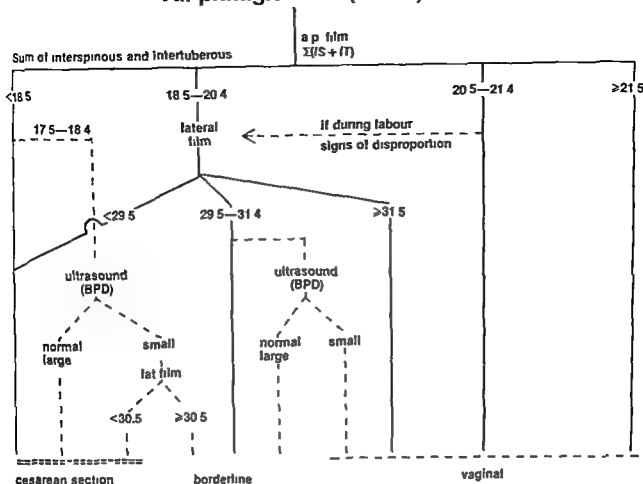 a p film
Σ(IS + IT)
Sum of interspinous and intertuberous
<18 5
18 5—20 4
20 5—21 4
≥21 5
17 5—18 4
lateral
film
if during labour
signs of disproportion
<29 5
29 5—31 4
≥31 5
ultrasound
(BPD)
ultrasound
(BPD)
normal
large
small
normal
large
small
lat film
<30.5
≥30 5
cesarean section
borderline
vaginal